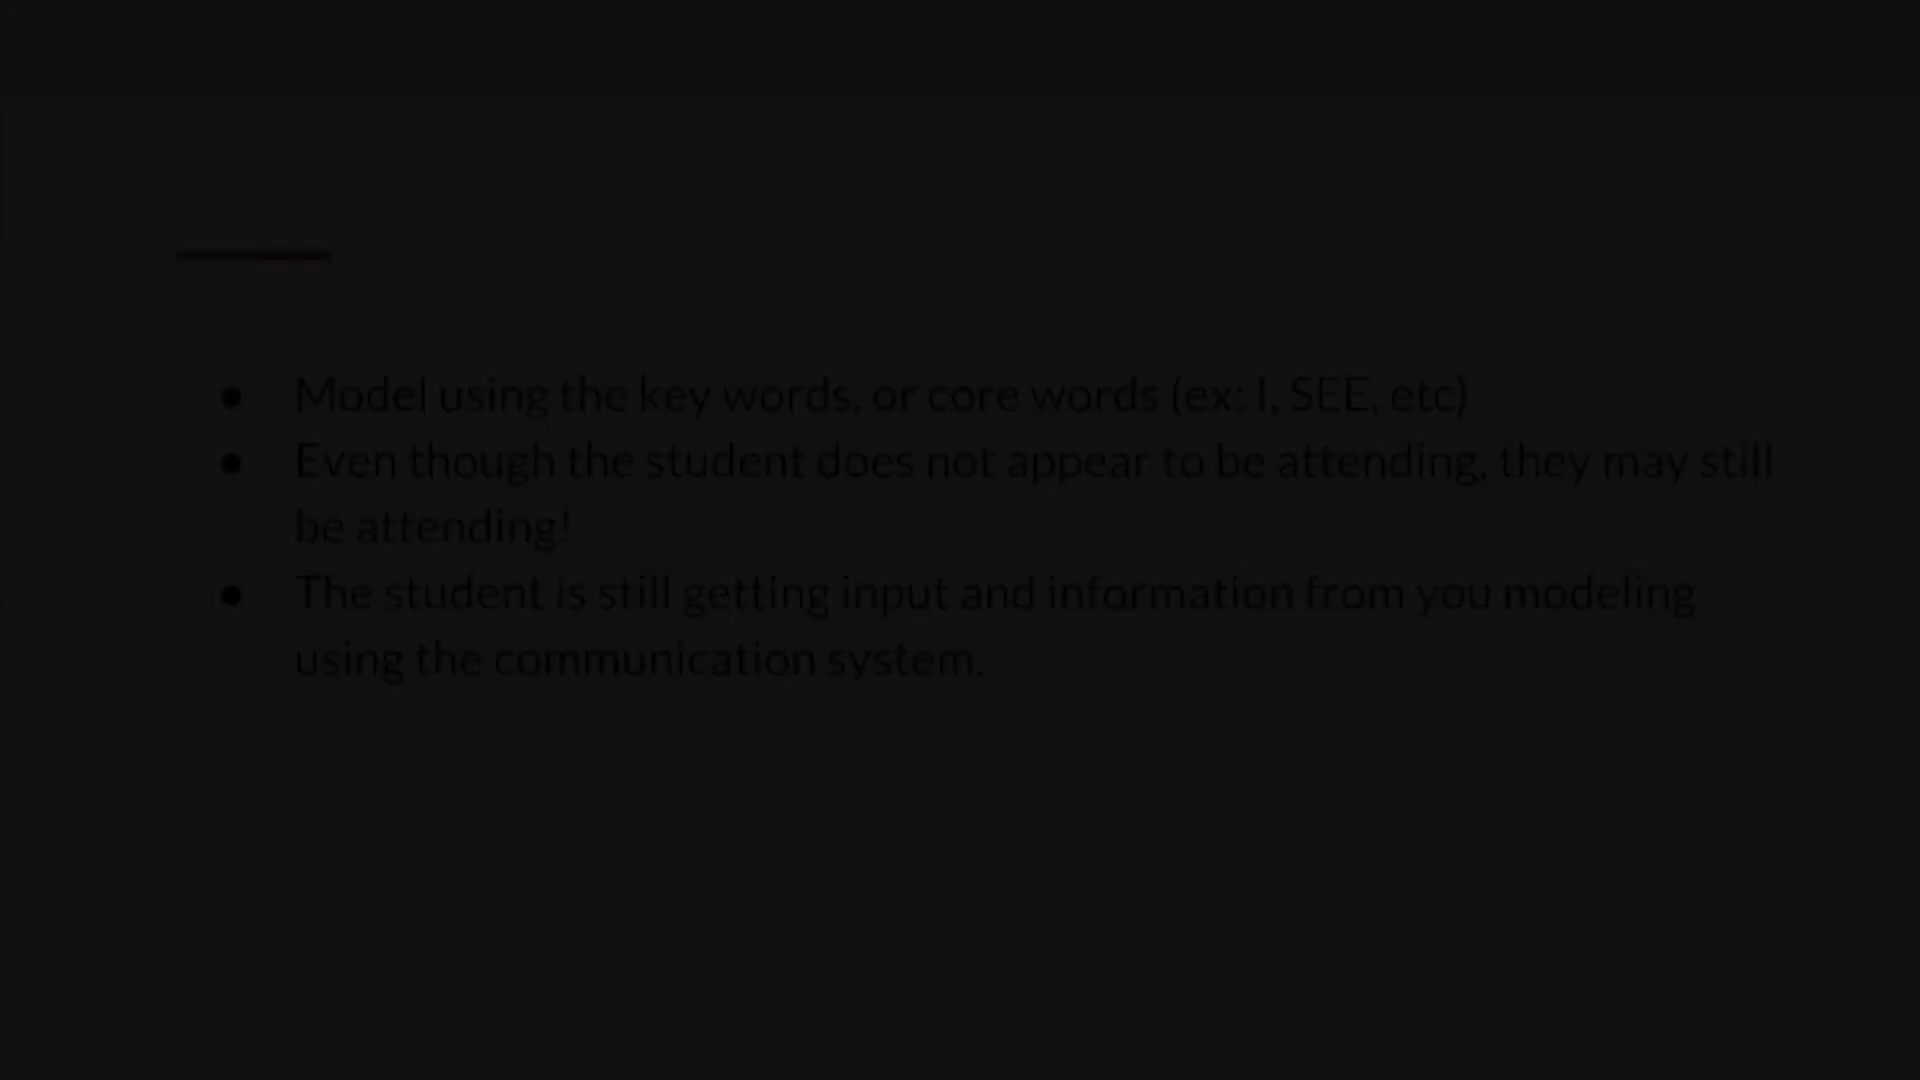 ● Model using the key words, or core words (ex: I, SEE, etc)
● Even though the student does not appear to be attending, they may still
be attending!
● The student is still getting input and information from you modeling
using the communication system.